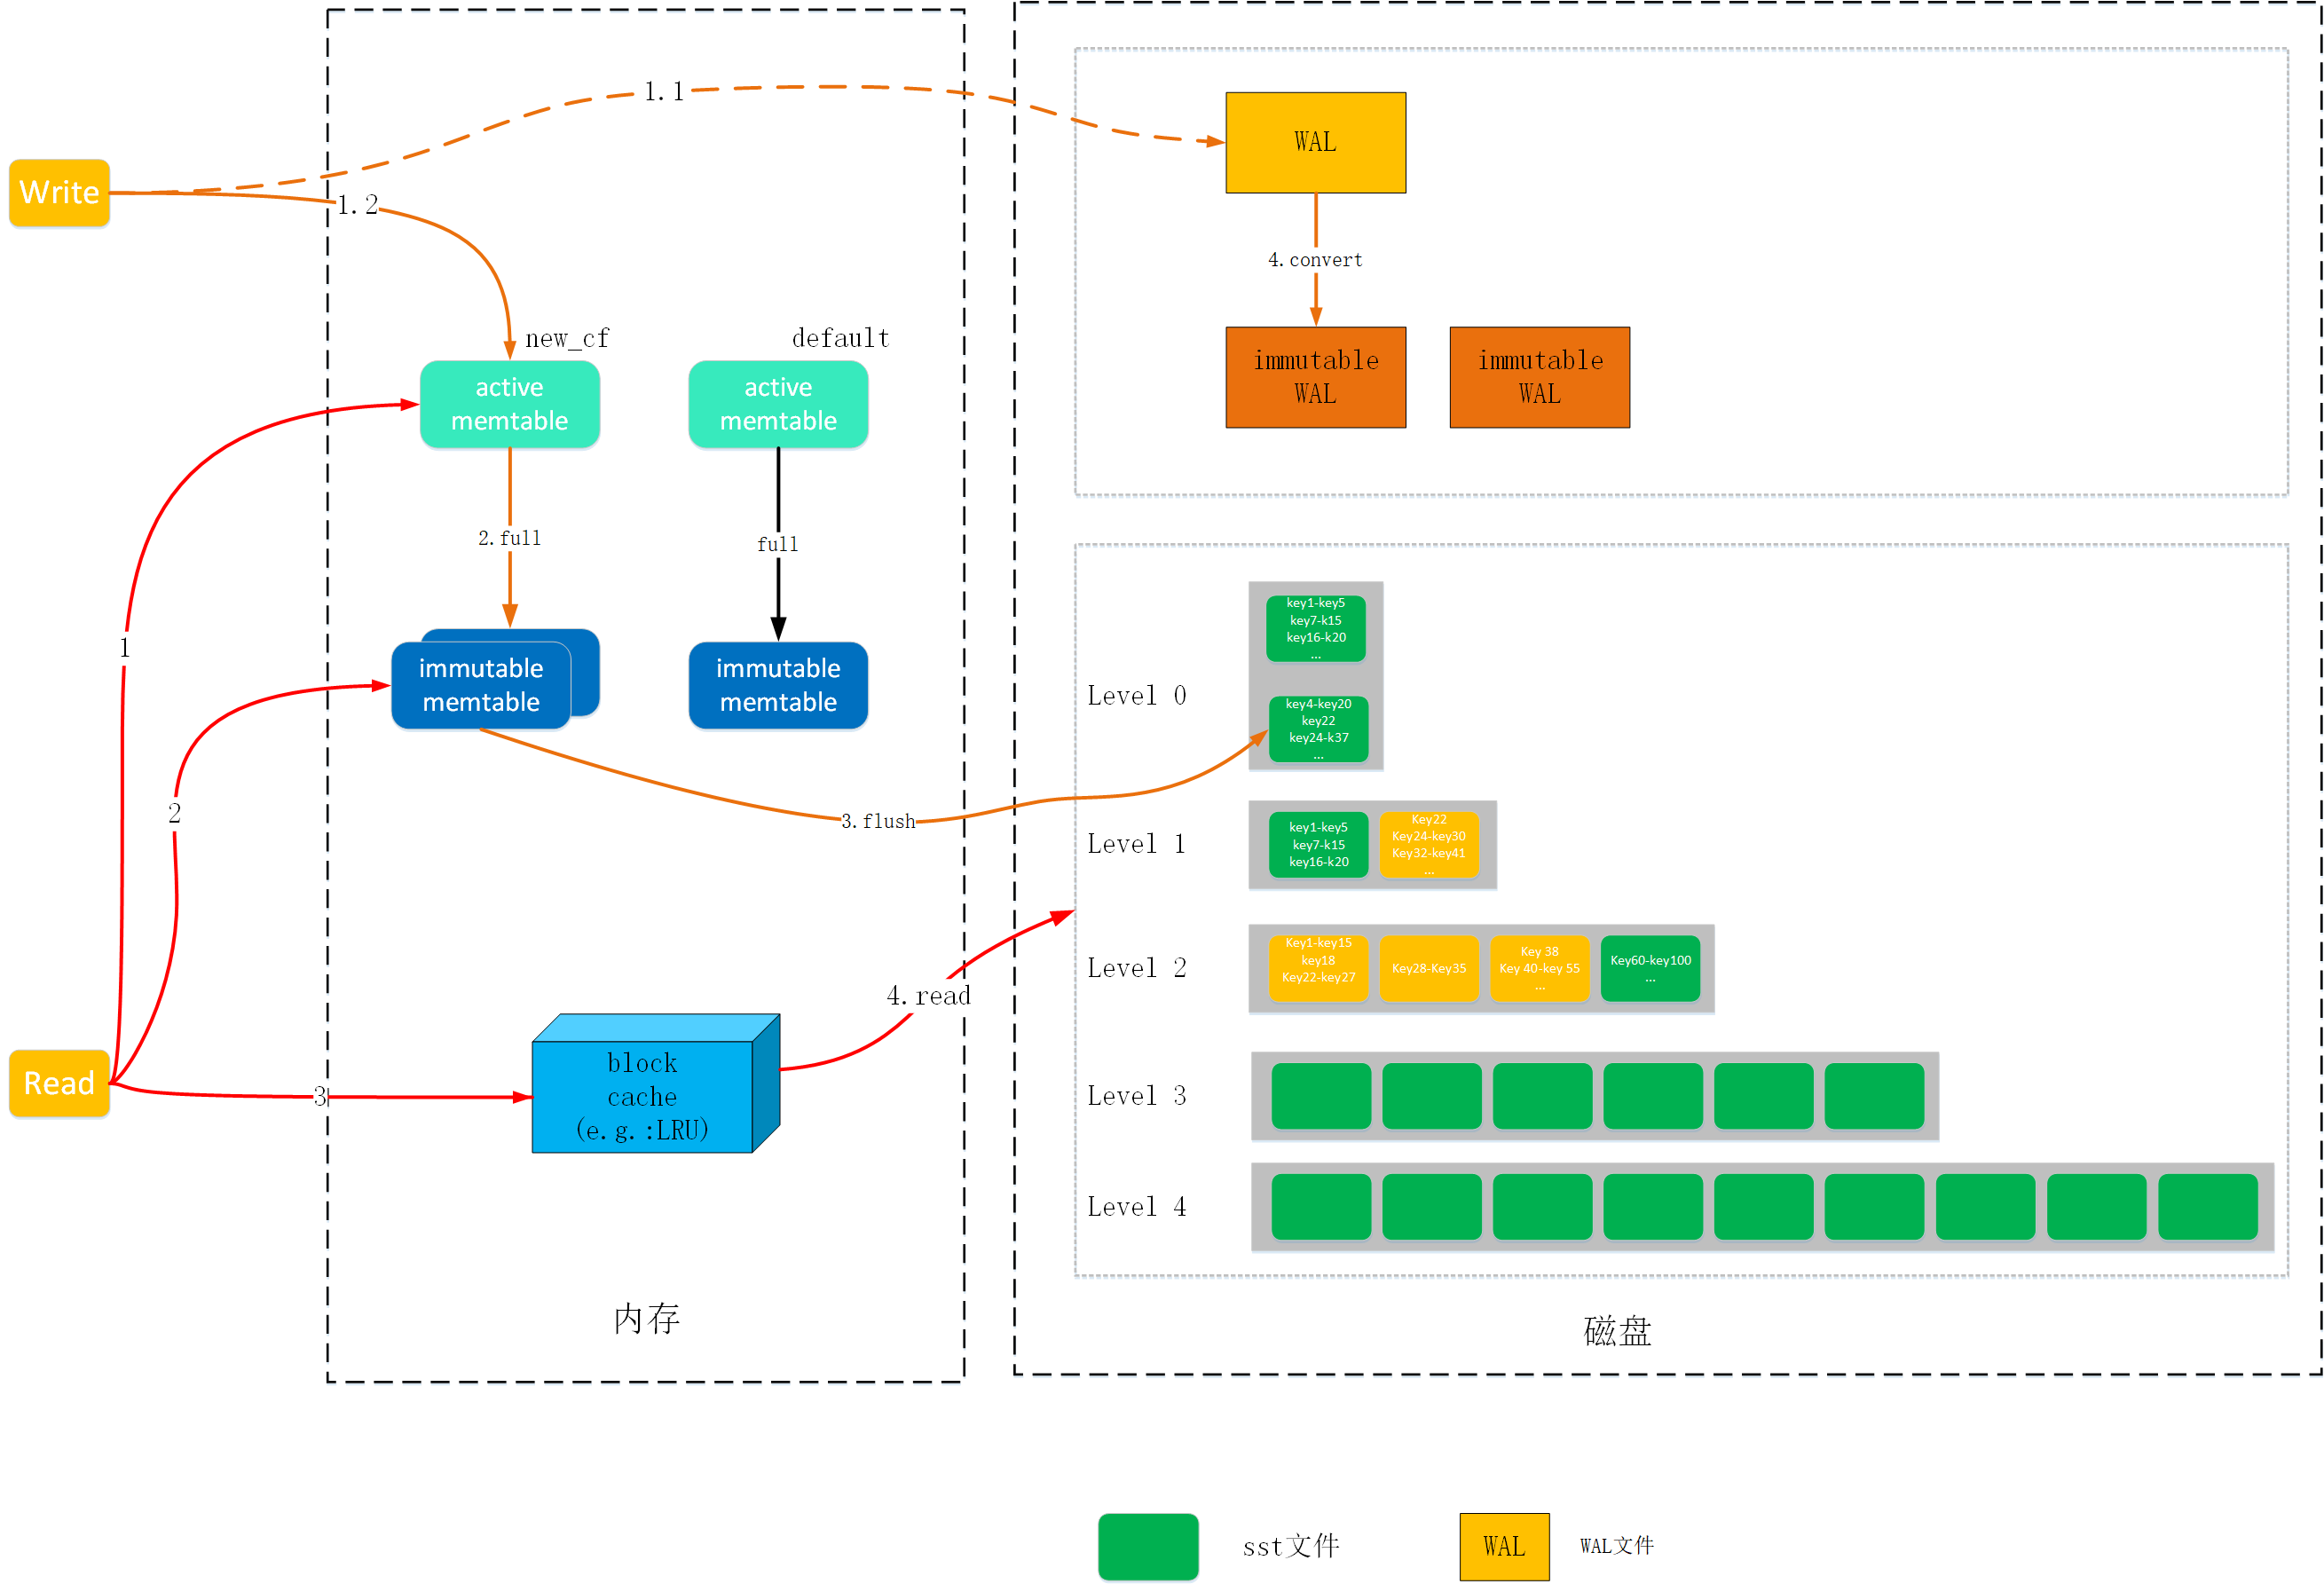 1.1
WAL
Write
1.2
4.convert
new_cf
default
active
memtable
active
memtable
immutable
WAL
immutable
WAL
2.full
full
1
immutable
memtable
immutable
memtable
2
3.flush
Level 0
key1-key5
key7-k15
key16-k20
...
key4-key20
key22
key24-k37
...
Level 1
key1-key5
key7-k15
key16-k20
Key22
Key24-key30
Key32-key41
...
Level 2
Key1-key15
key18
Key22-key27
Key28-Key35
Key 38
Key 40-key 55
...
Key60-key100
...
4.read
Read
3
block
cache
(e.g.:LRU)
Level 3
Level 4
内存
磁盘
sst文件
WAL
WAL文件